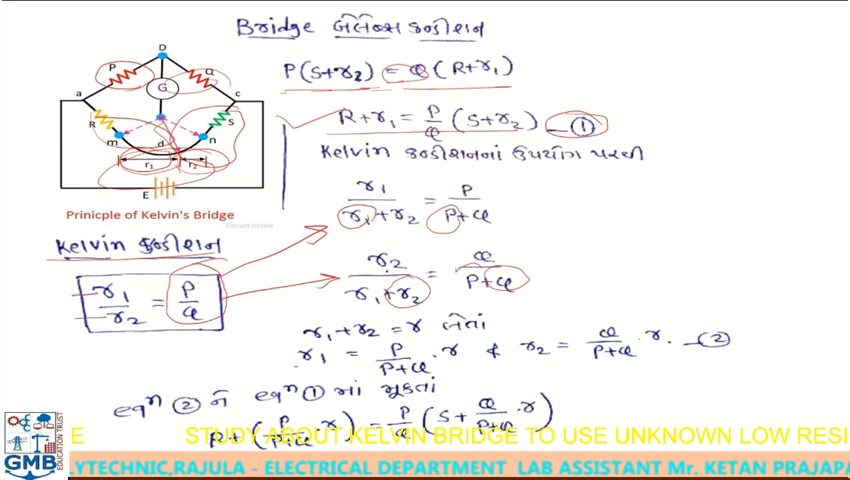 Bridge બેલેન્સ કન્ડીશન
P(S+r2) = Q(R+r1)
R+r1 = P/Q (S+r2) —①
Kelvin કન્ડીશનનાં ઉપયોગ પરથી
r1/(r1+r2) = P/(P+Q)
D
P
Q
G
a
c
R
S
m
d
n
r1
r2
E
Prinicple of Kelvin's Bridge
Circuit Globe
Kelvin કન્ડીશન
r1/r2 = P/Q
r2/(r1+r2) = Q/(P+Q)
r1+r2 = r લેતાં
r1 = P/(P+Q) . r & r2 = Q/(P+Q) . r. —②
eqn ② ને eqn ① માં મૂકતાં
R+(P/(P+Q) . r) = P/Q (S + Q/(P+Q) . r)
E STUDY ABOUT KELVIN BRIDGE TO USE UNKNOWN LOW RESI
GMB
EDUCATION TRUST
LYTECHNIC,RAJULA - ELECTRICAL DEPARTMENT LAB ASSISTANT Mr. KETAN PRAJAPA